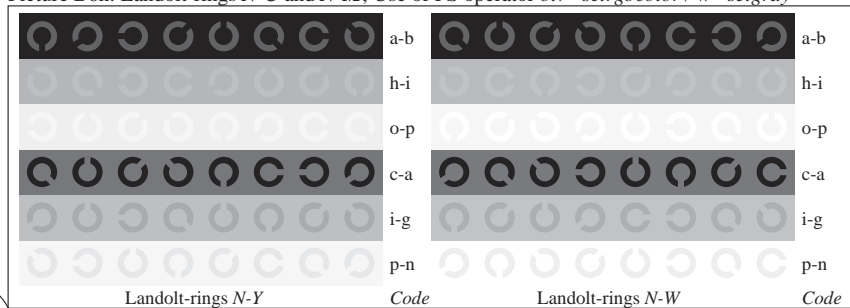 a-b a-b
h-i h-i
o-p o-p
c-a c-a
i-g i-g
p-n p-n
Landolt-rings N-Y Code Landolt-rings N-W Code